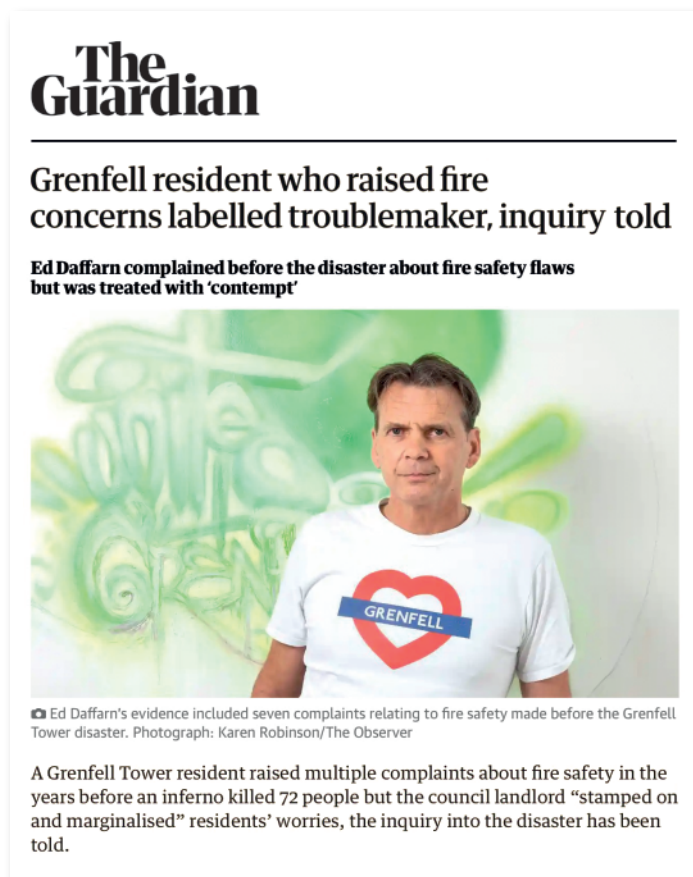 The
Guardian
Grenfell resident who raised fire
concerns labelled troublemaker, inquiry told
Ed Daffarn complained before the disaster about fire safety flaws
but was treated with ‘contempt’
GRENFELL
Ed Daffarn's evidence included seven complaints relating to fire safety made before the Grenfell
Tower disaster. Photograph: Karen Robinson/The Observer
A Grenfell Tower resident raised multiple complaints about fire safety in the
years before an inferno killed 72 people but the council landlord “stamped on
and marginalised” residents’ worries, the inquiry into the disaster has been
told.